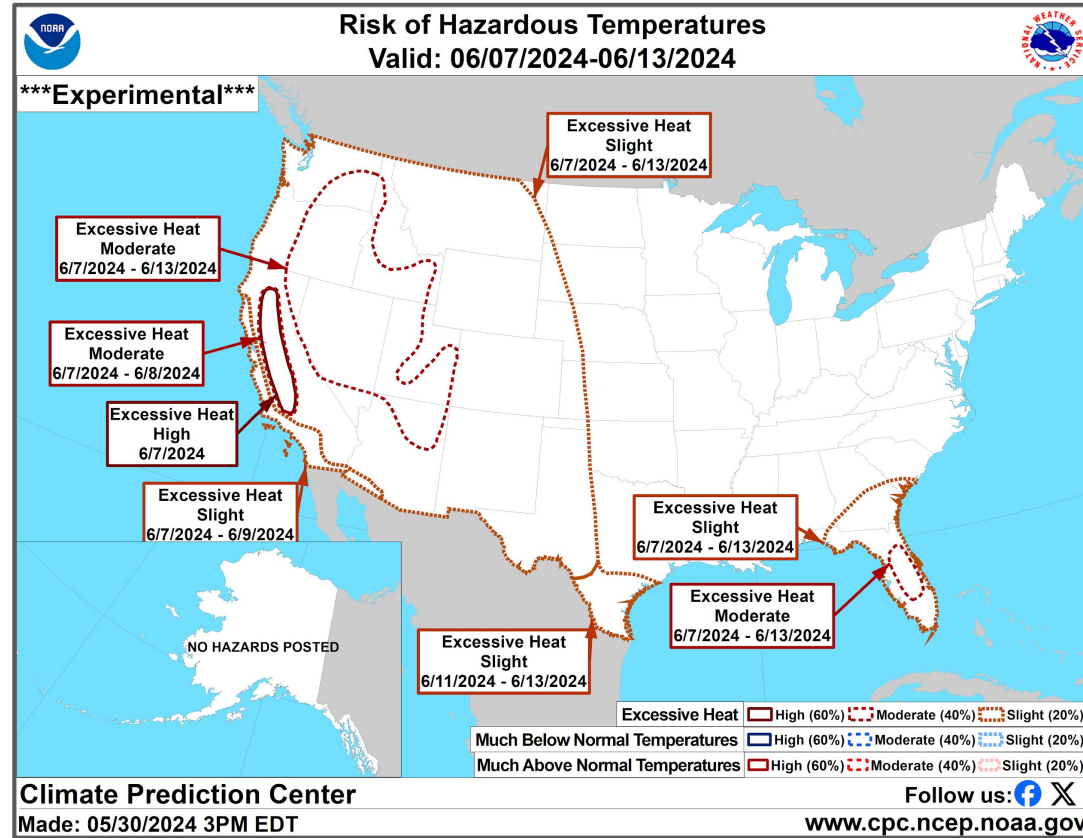 NOAA
Risk of Hazardous Temperatures
Valid: 06/07/2024-06/13/2024
NATIONAL WEATHER SERVICE
***Experimental***
Excessive Heat
Slight
6/7/2024 - 6/13/2024
Excessive Heat
Moderate
6/7/2024 - 6/13/2024
Excessive Heat
Moderate
6/7/2024 - 6/8/2024
Excessive Heat
High
6/7/2024
Excessive Heat
Slight
6/7/2024 - 6/9/2024
Excessive Heat
Slight
6/7/2024 - 6/13/2024
Excessive Heat
Moderate
6/7/2024 - 6/13/2024
Excessive Heat
Slight
6/11/2024 - 6/13/2024
NO HAZARDS POSTED
Excessive Heat High (60%) Moderate (40%) Slight (20%)
Much Below Normal Temperatures High (60%) Moderate (40%) Slight (20%)
Much Above Normal Temperatures High (60%) Moderate (40%) Slight (20%)
Climate Prediction Center
Follow us:
Made: 05/30/2024 3PM EDT
www.cpc.ncep.noaa.gov